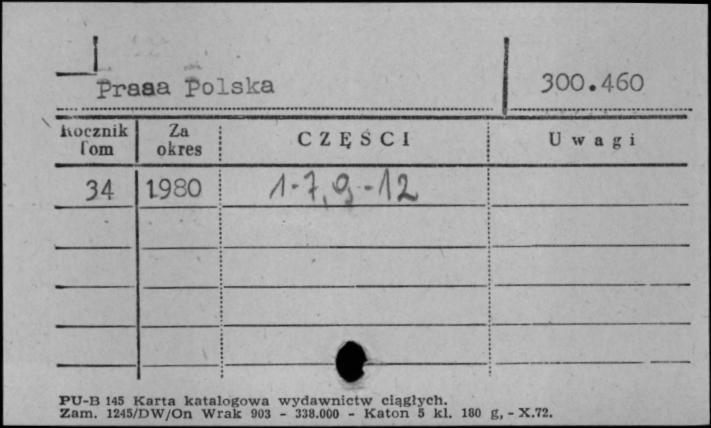 Prasa Polska 300.460
Rocznik Tom Za okres CZĘŚCI Uwagi
34 1980 1-7, 9-12
PU-B 145 Karta katalogowa wydawnictw ciągłych.
Zam. 1245/DW/On Wrak 903 - 338.000 - Katon 5 kl. 180 g, - X.72.